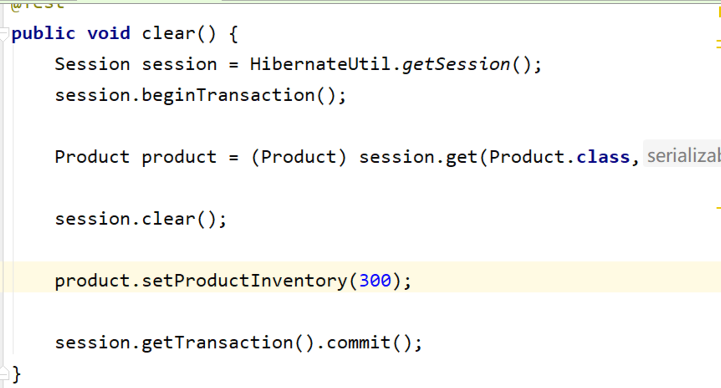 @Test
public void clear() {
Session session = HibernateUtil.getSession();
session.beginTransaction();
Product product = (Product) session.get(Product.class,
session.clear();
product.setProductInventory(300);
session.getTransaction().commit();
}